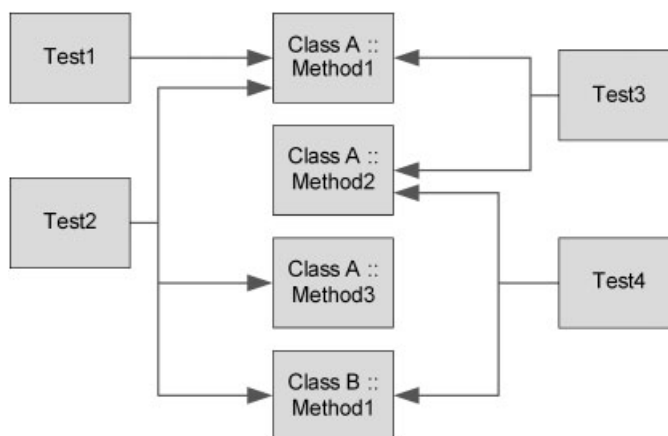 Test1
Class A ::
Method1
Test3
Class A ::
Method2
Test2
Class A ::
Method3
Test4
Class B ::
Method1